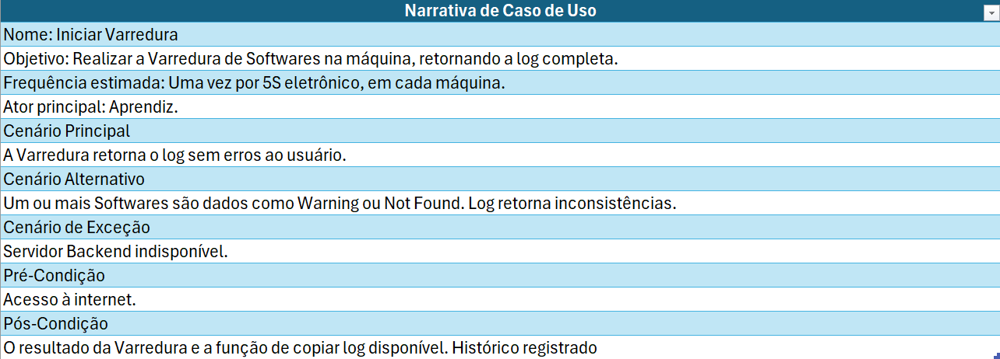 Narrativa de Caso de Uso
Nome: Iniciar Varredura
Objetivo: Realizar a Varredura de Softwares na máquina, retornando a log completa.
Frequência estimada: Uma vez por 5S eletrônico, em cada máquina.
Ator principal: Aprendiz.
Cenário Principal
A Varredura retorna o log sem erros ao usuário.
Cenário Alternativo
Um ou mais Softwares são dados como Warning ou Not Found. Log retorna inconsistências.
Cenário de Exceção
Servidor Backend indisponível.
Pré-Condição
Acesso à internet.
Pós-Condição
O resultado da Varredura e a função de copiar log disponível. Histórico registrado